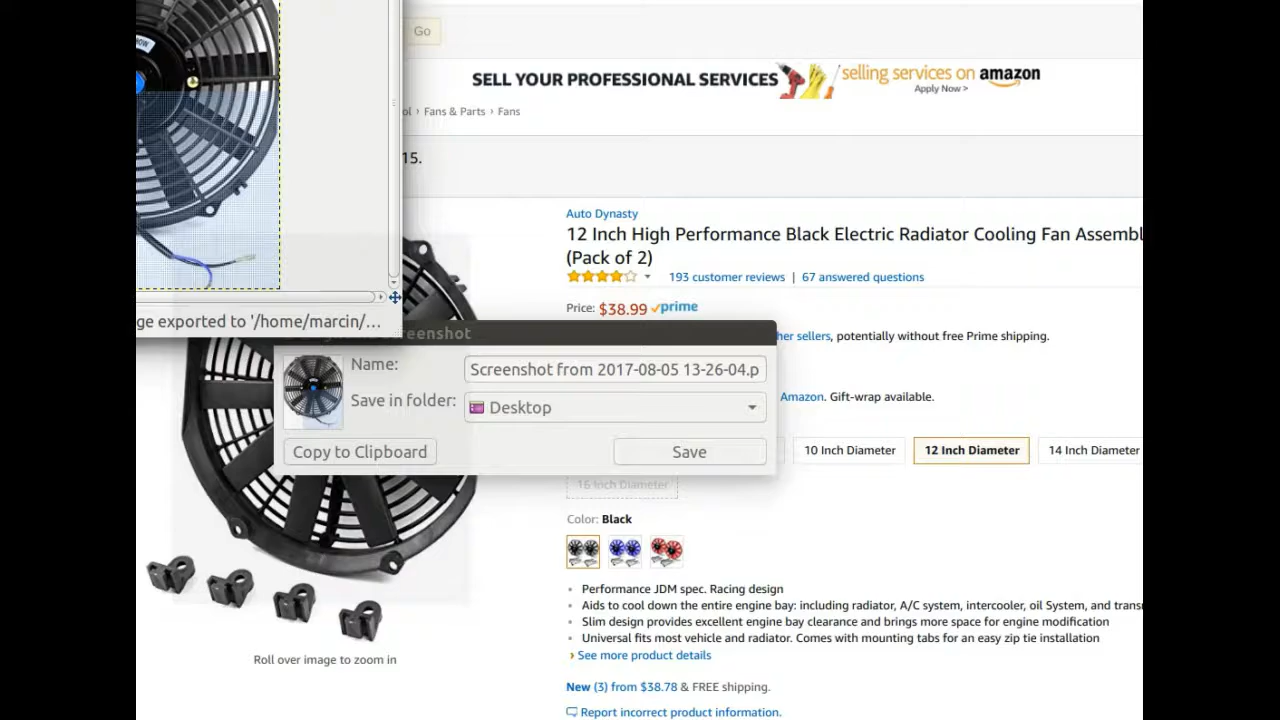 Go
SELL YOUR PROFESSIONAL SERVICES
selling services on amazon
Apply Now >
ol › Fans & Parts › Fans
15.
Auto Dynasty
12 Inch High Performance Black Electric Radiator Cooling Fan Assembl
(Pack of 2)
193 customer reviews | 67 answered questions
Price: $38.99 prime
ge exported to '/home/marcin/…
reenshot
her sellers, potentially without free Prime shipping.
Name:
Screenshot from 2017-08-05 13-26-04.p
Save in folder:
Desktop
Amazon. Gift-wrap available.
Copy to Clipboard
Save
10 Inch Diameter
12 Inch Diameter
14 Inch Diameter
16 Inch Diameter
Color: Black
Performance JDM spec. Racing design
Aids to cool down the entire engine bay: including radiator, A/C system, intercooler, oil System, and transı
Slim design provides excellent engine bay clearance and brings more space for engine modification
Universal fits most vehicle and radiator. Comes with mounting tabs for an easy zip tie installation
› See more product details
Roll over image to zoom in
New (3) from $38.78 & FREE shipping.
Report incorrect product information.